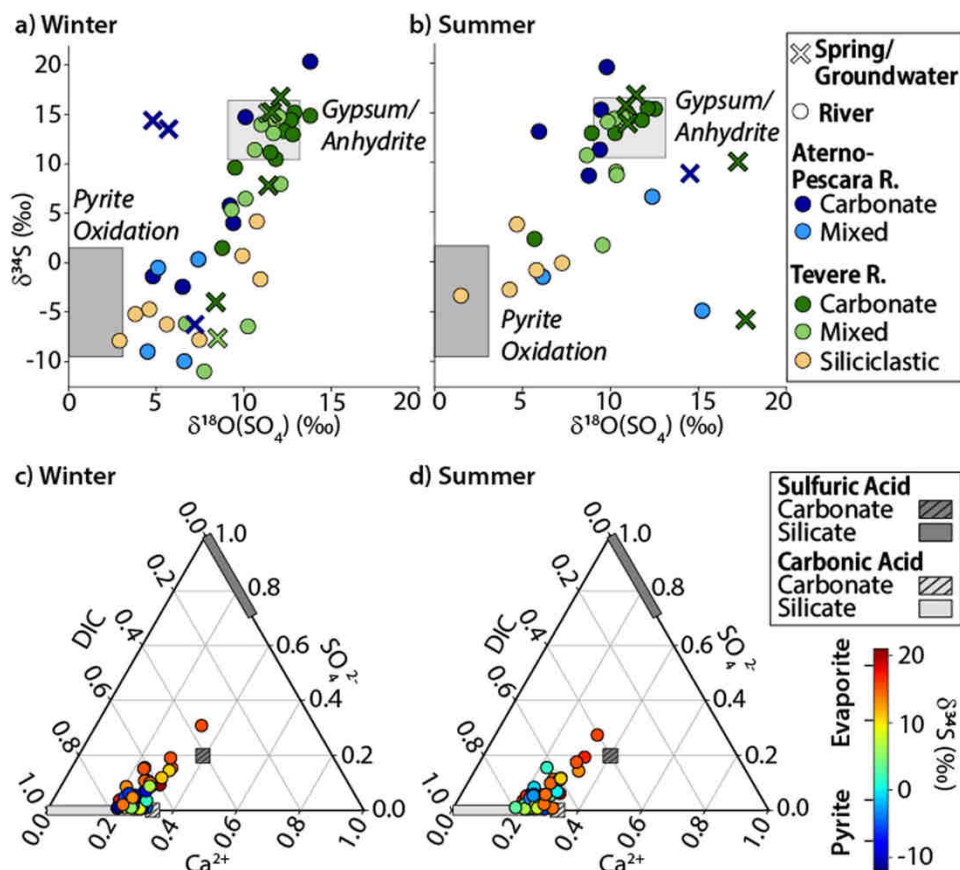 a) Winter
20
15
10
5
0
-5
-10
δ³⁴S (‰)
Gypsum/
Anhydrite
Pyrite
Oxidation
0
5
10
15
20
δ¹⁸O(SO₄) (‰)
b) Summer
Gypsum/
Anhydrite
Pyrite
Oxidation
0
5
10
15
20
δ¹⁸O(SO₄) (‰)
Spring/
Groundwater
River
Aterno-
Pescara R.
Carbonate
Mixed
Tevere R.
Carbonate
Mixed
Siliciclastic
c) Winter
0.0
0.2
0.4
0.6
0.8
1.0
DIC
1.0
0.8
0.6
0.4
0.2
0.0
SO₄²⁻
0.0
0.2
0.4
0.6
0.8
1.0
Ca²⁺
d) Summer
0.0
0.2
0.4
0.6
0.8
1.0
DIC
1.0
0.8
0.6
0.4
0.2
0.0
SO₄²⁻
0.0
0.2
0.4
0.6
0.8
1.0
Ca²⁺
Sulfuric Acid
Carbonate
Silicate
Carbonic Acid
Carbonate
Silicate
Evaporite
Pyrite
20
10
0
-10
δ³⁴S (‰)